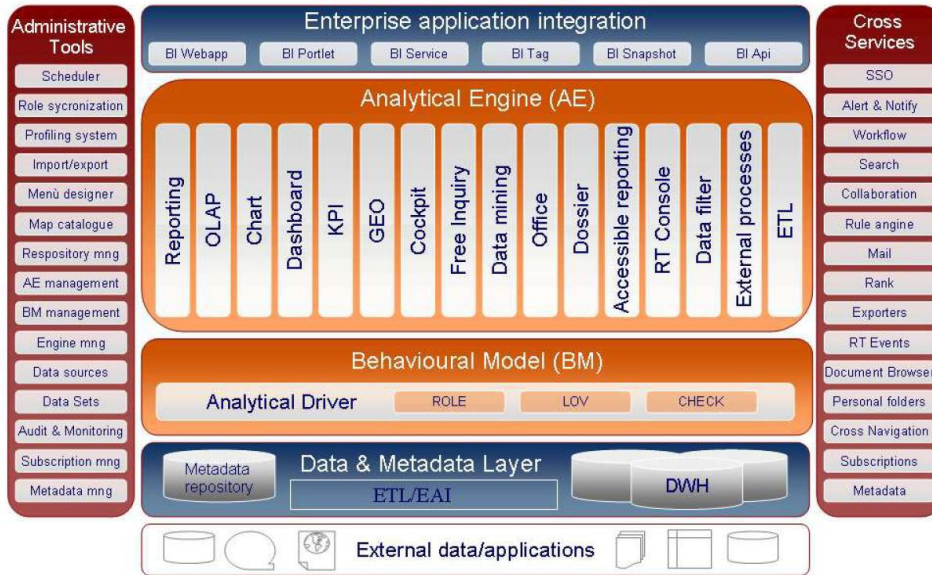 Administrative
Tools
Scheduler
Role sycronization
Profiling system
Import/export
Menù designer
Map catalogue
Respository mng
AE management
BM management
Engine mng
Data sources
Data Sets
Audit & Monitoring
Subscription mng
Metadata mng
Enterprise application integration
BI Webapp
BI Portlet
BI Service
BI Tag
BI Snapshot
BI Api
Analytical Engine (AE)
Reporting
OLAP
Chart
Dashboard
KPI
GEO
Cockpit
Free Inquiry
Data mining
Office
Dossier
Accessible reporting
RT Console
Data filter
External processes
ETL
Behavioural Model (BM)
Analytical Driver
ROLE
LOV
CHECK
Metadata
repository
Data & Metadata Layer
ETL/EAI
DWH
External data/applications
Cross
Services
SSO
Alert & Notify
Workflow
Search
Collaboration
Rule angine
Mail
Rank
Exporters
RT Events
Document Browser
Personal folders
Cross Navigation
Subscriptions
Metadata